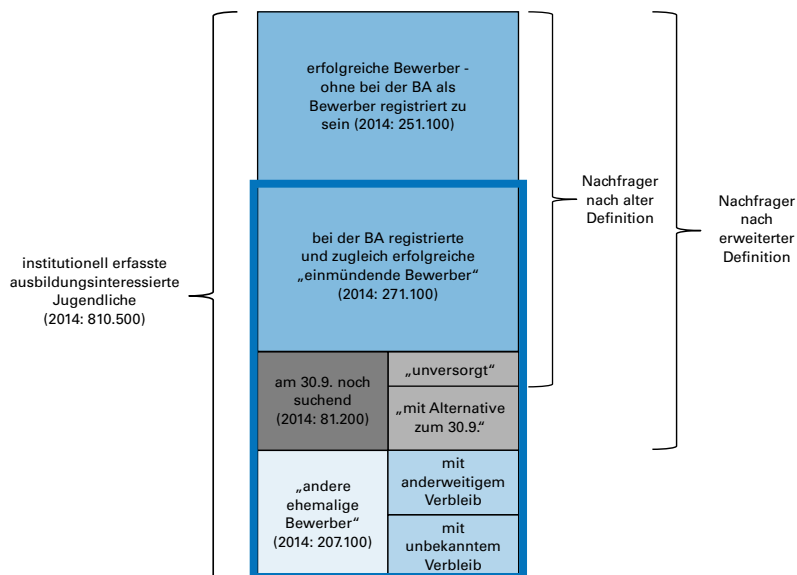 erfolgreiche Bewerber -
ohne bei der BA als
Bewerber registriert zu
sein (2014: 251.100)
Nachfrager
nach alter
Definition
Nachfrager
nach
erweiterter
Definition
bei der BA registrierte
und zugleich erfolgreiche
„einmündende Bewerber“
(2014: 271.100)
institutionell erfasste
ausbildungsinteressierte
Jugendliche
(2014: 810.500)
am 30.9. noch
suchend
(2014: 81.200)
„unversorgt“
„mit Alternative
zum 30.9.“
„andere
ehemalige
Bewerber“
(2014: 207.100)
mit
anderweitigem
Verbleib
mit
unbekanntem
Verbleib